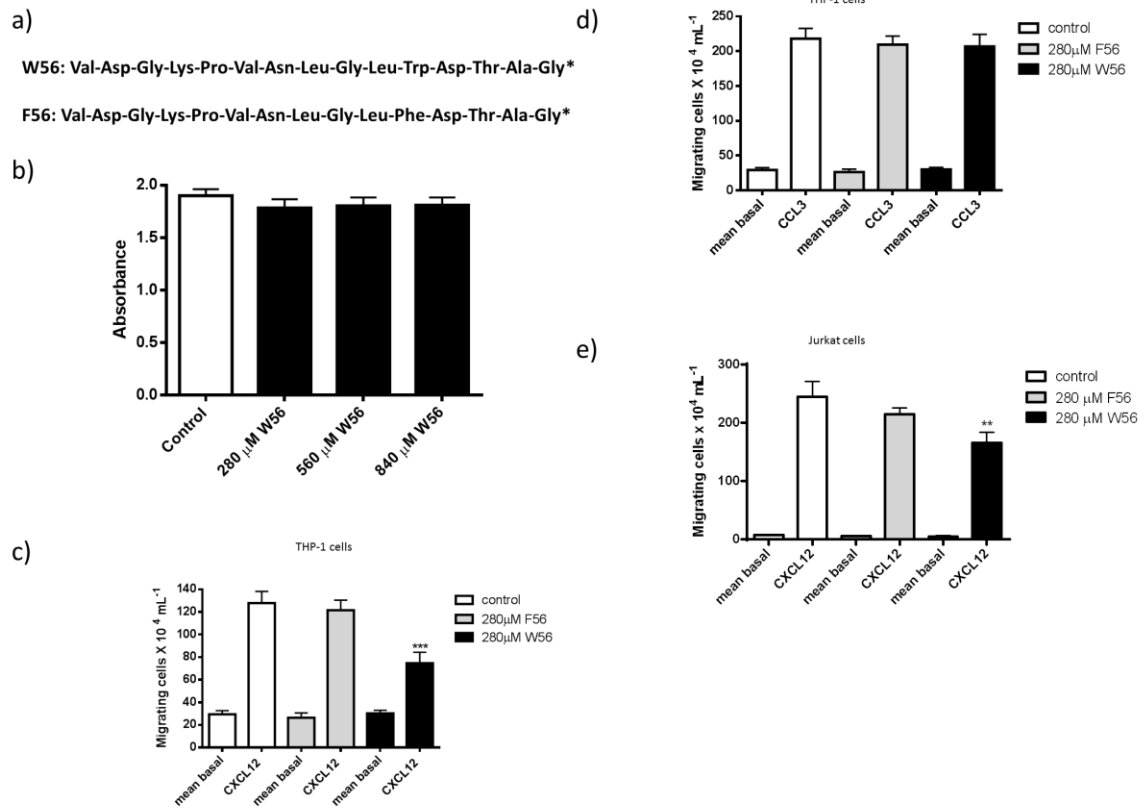 a)
W56: Val-Asp-Gly-Lys-Pro-Val-Asn-Leu-Gly-Leu-Trp-Asp-Thr-Ala-Gly*
F56: Val-Asp-Gly-Lys-Pro-Val-Asn-Leu-Gly-Leu-Phe-Asp-Thr-Ala-Gly*
b)
Absorbance
2.0
1.5
1.0
0.5
0.0
Control
280 μM W56
560 μM W56
840 μM W56
c)
THP-1 cells
Migrating cells X 10⁴ mL⁻¹
140
120
100
80
60
40
20
0
***
mean basal
CXCL12
mean basal
CXCL12
mean basal
CXCL12
control
280μM F56
280μM W56
d)
THP-1 cells
Migrating cells X 10⁴ mL⁻¹
250
200
150
100
50
0
mean basal
CCL3
mean basal
CCL3
mean basal
CCL3
control
280μM F56
280μM W56
e)
Jurkat cells
Migrating cells x 10⁴ mL⁻¹
300
200
100
0
**
mean basal
CXCL12
mean basal
CXCL12
mean basal
CXCL12
control
280 μM F56
280 μM W56